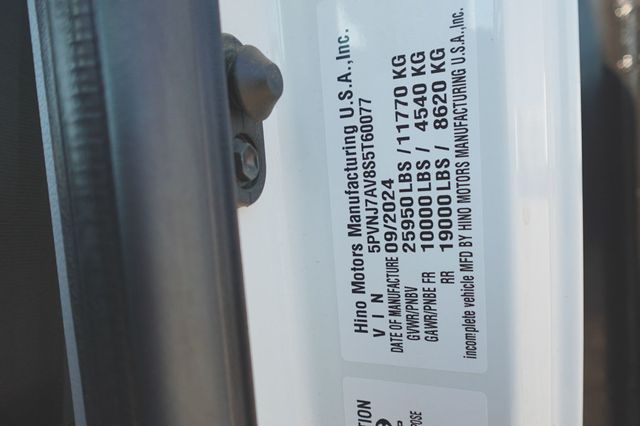 Hino Motors Manufacturing U.S.A.,Inc.
V I N 5PVNJ7AV8S5T60077
DATE OF MANUFACTURE 09/2024
GVWR/PNBV 25950 LBS / 11770 KG
GAWR/PNBE FR 10000 LBS / 4540 KG
RR 19000 LBS / 8620 KG
incomplete vehicle MFD BY HINO MOTORS MANUFACTURING U.S.A.,Inc.